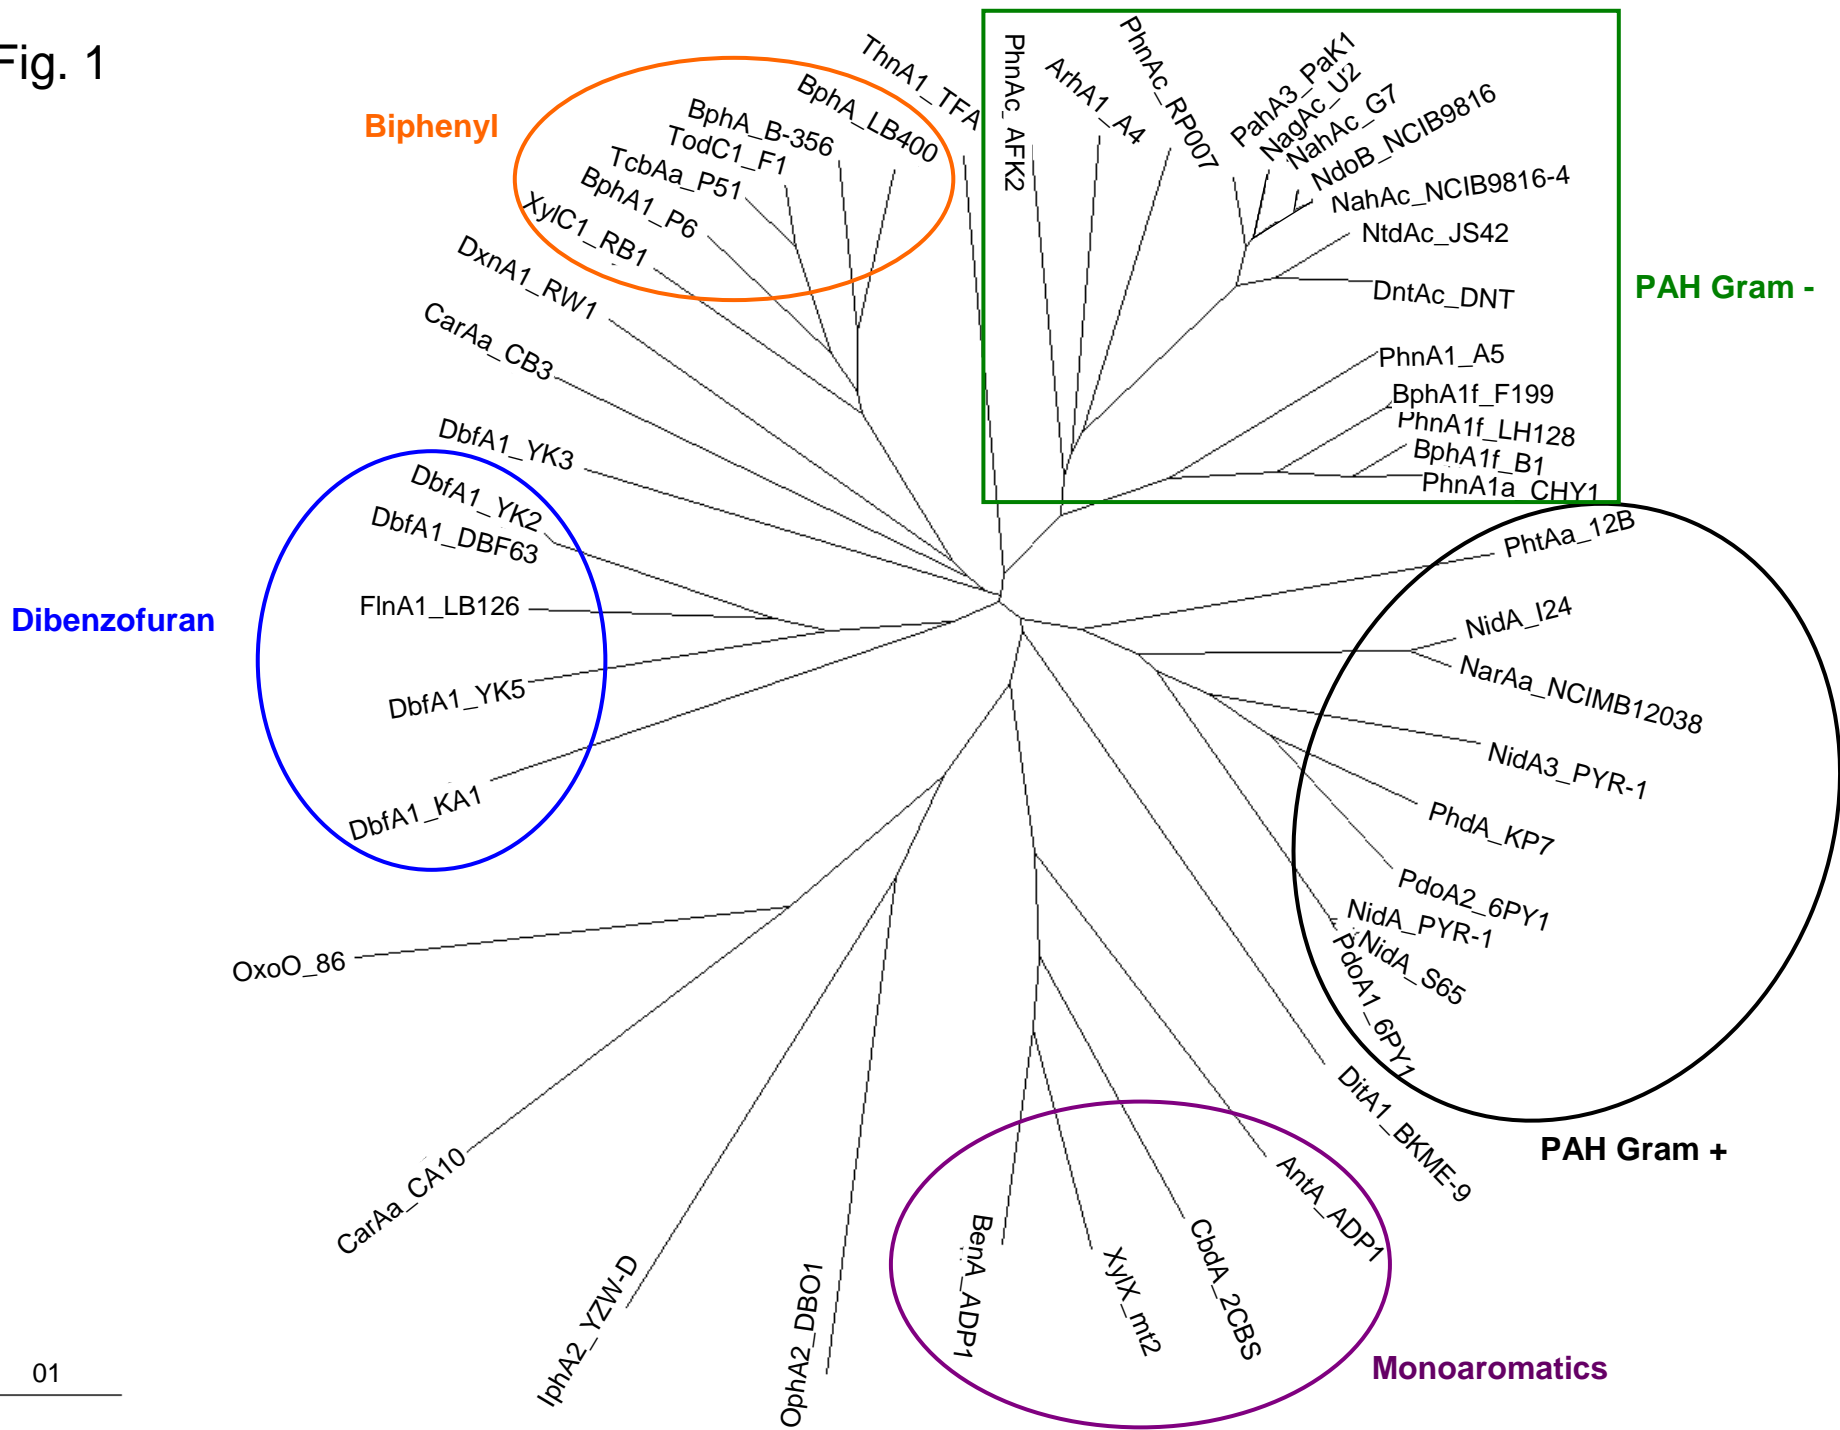 Fig. 1
Biphenyl
BphA_LB400
BphA_B-356
TodC1_F1
TcbAa_P51
BphA1_P6
XylC1_RB1
DxnA1_RW1
CarAa_CB3
DbfA1_YK3
ThnA1_TFA
PhnAc_AFK2
ArhA1_A4
PhnAc_RP007
PahA3_PaK1
NagAc_U2
NahAc_G7
NdoB_NCIB9816
NahAc_NCIB9816-4
NtdAc_JS42
DntAc_DNT
PhnA1_A5
BphA1f_F199
PhnA1f_LH128
BphA1f_B1
PhnA1a_CHY1
PAH Gram -
DbfA1_YK2
DbfA1_DBF63
FlnA1_LB126
DbfA1_YK5
DbfA1_KA1
Dibenzofuran
PhtAa_12B
NidA_I24
NarAa_NCIMB12038
NidA3_PYR-1
PhdA_KP7
PdoA2_6PY1
NidA_PYR-1
NidA_S65
PdoA1_6PY1
PAH Gram +
DitA1_BKME-9
AntA_ADP1
CbdA_2CBS
XylX_mt2
BenA_ADP1
Monoaromatics
OxoO_86
CarAa_CA10
IphA2_YZW-D
OphA2_DBO1
01